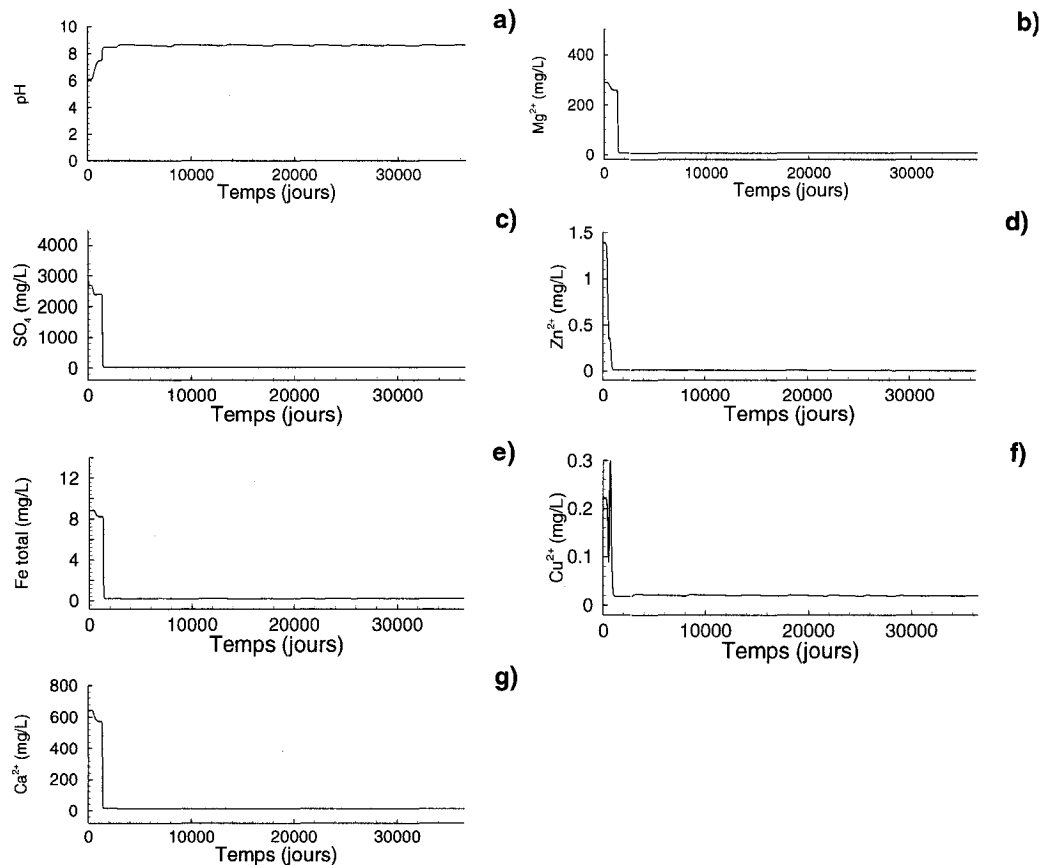 a)
10
8
6
4
2
0
pH
0 10000 20000 30000
Temps (jours)
b)
400
200
0
Mg²⁺ (mg/L)
0 10000 20000 30000
Temps (jours)
c)
4000
3000
2000
1000
0
SO₄ (mg/L)
0 10000 20000 30000
Temps (jours)
d)
1.5
1
0.5
0
Zn²⁺ (mg/L)
0 10000 20000 30000
Temps (jours)
e)
12
8
4
0
Fe total (mg/L)
0 10000 20000 30000
Temps (jours)
f)
0.3
0.2
0.1
0
Cu²⁺ (mg/L)
0 10000 20000 30000
Temps (jours)
g)
800
600
400
200
0
Ca²⁺ (mg/L)
0 10000 20000 30000
Temps (jours)